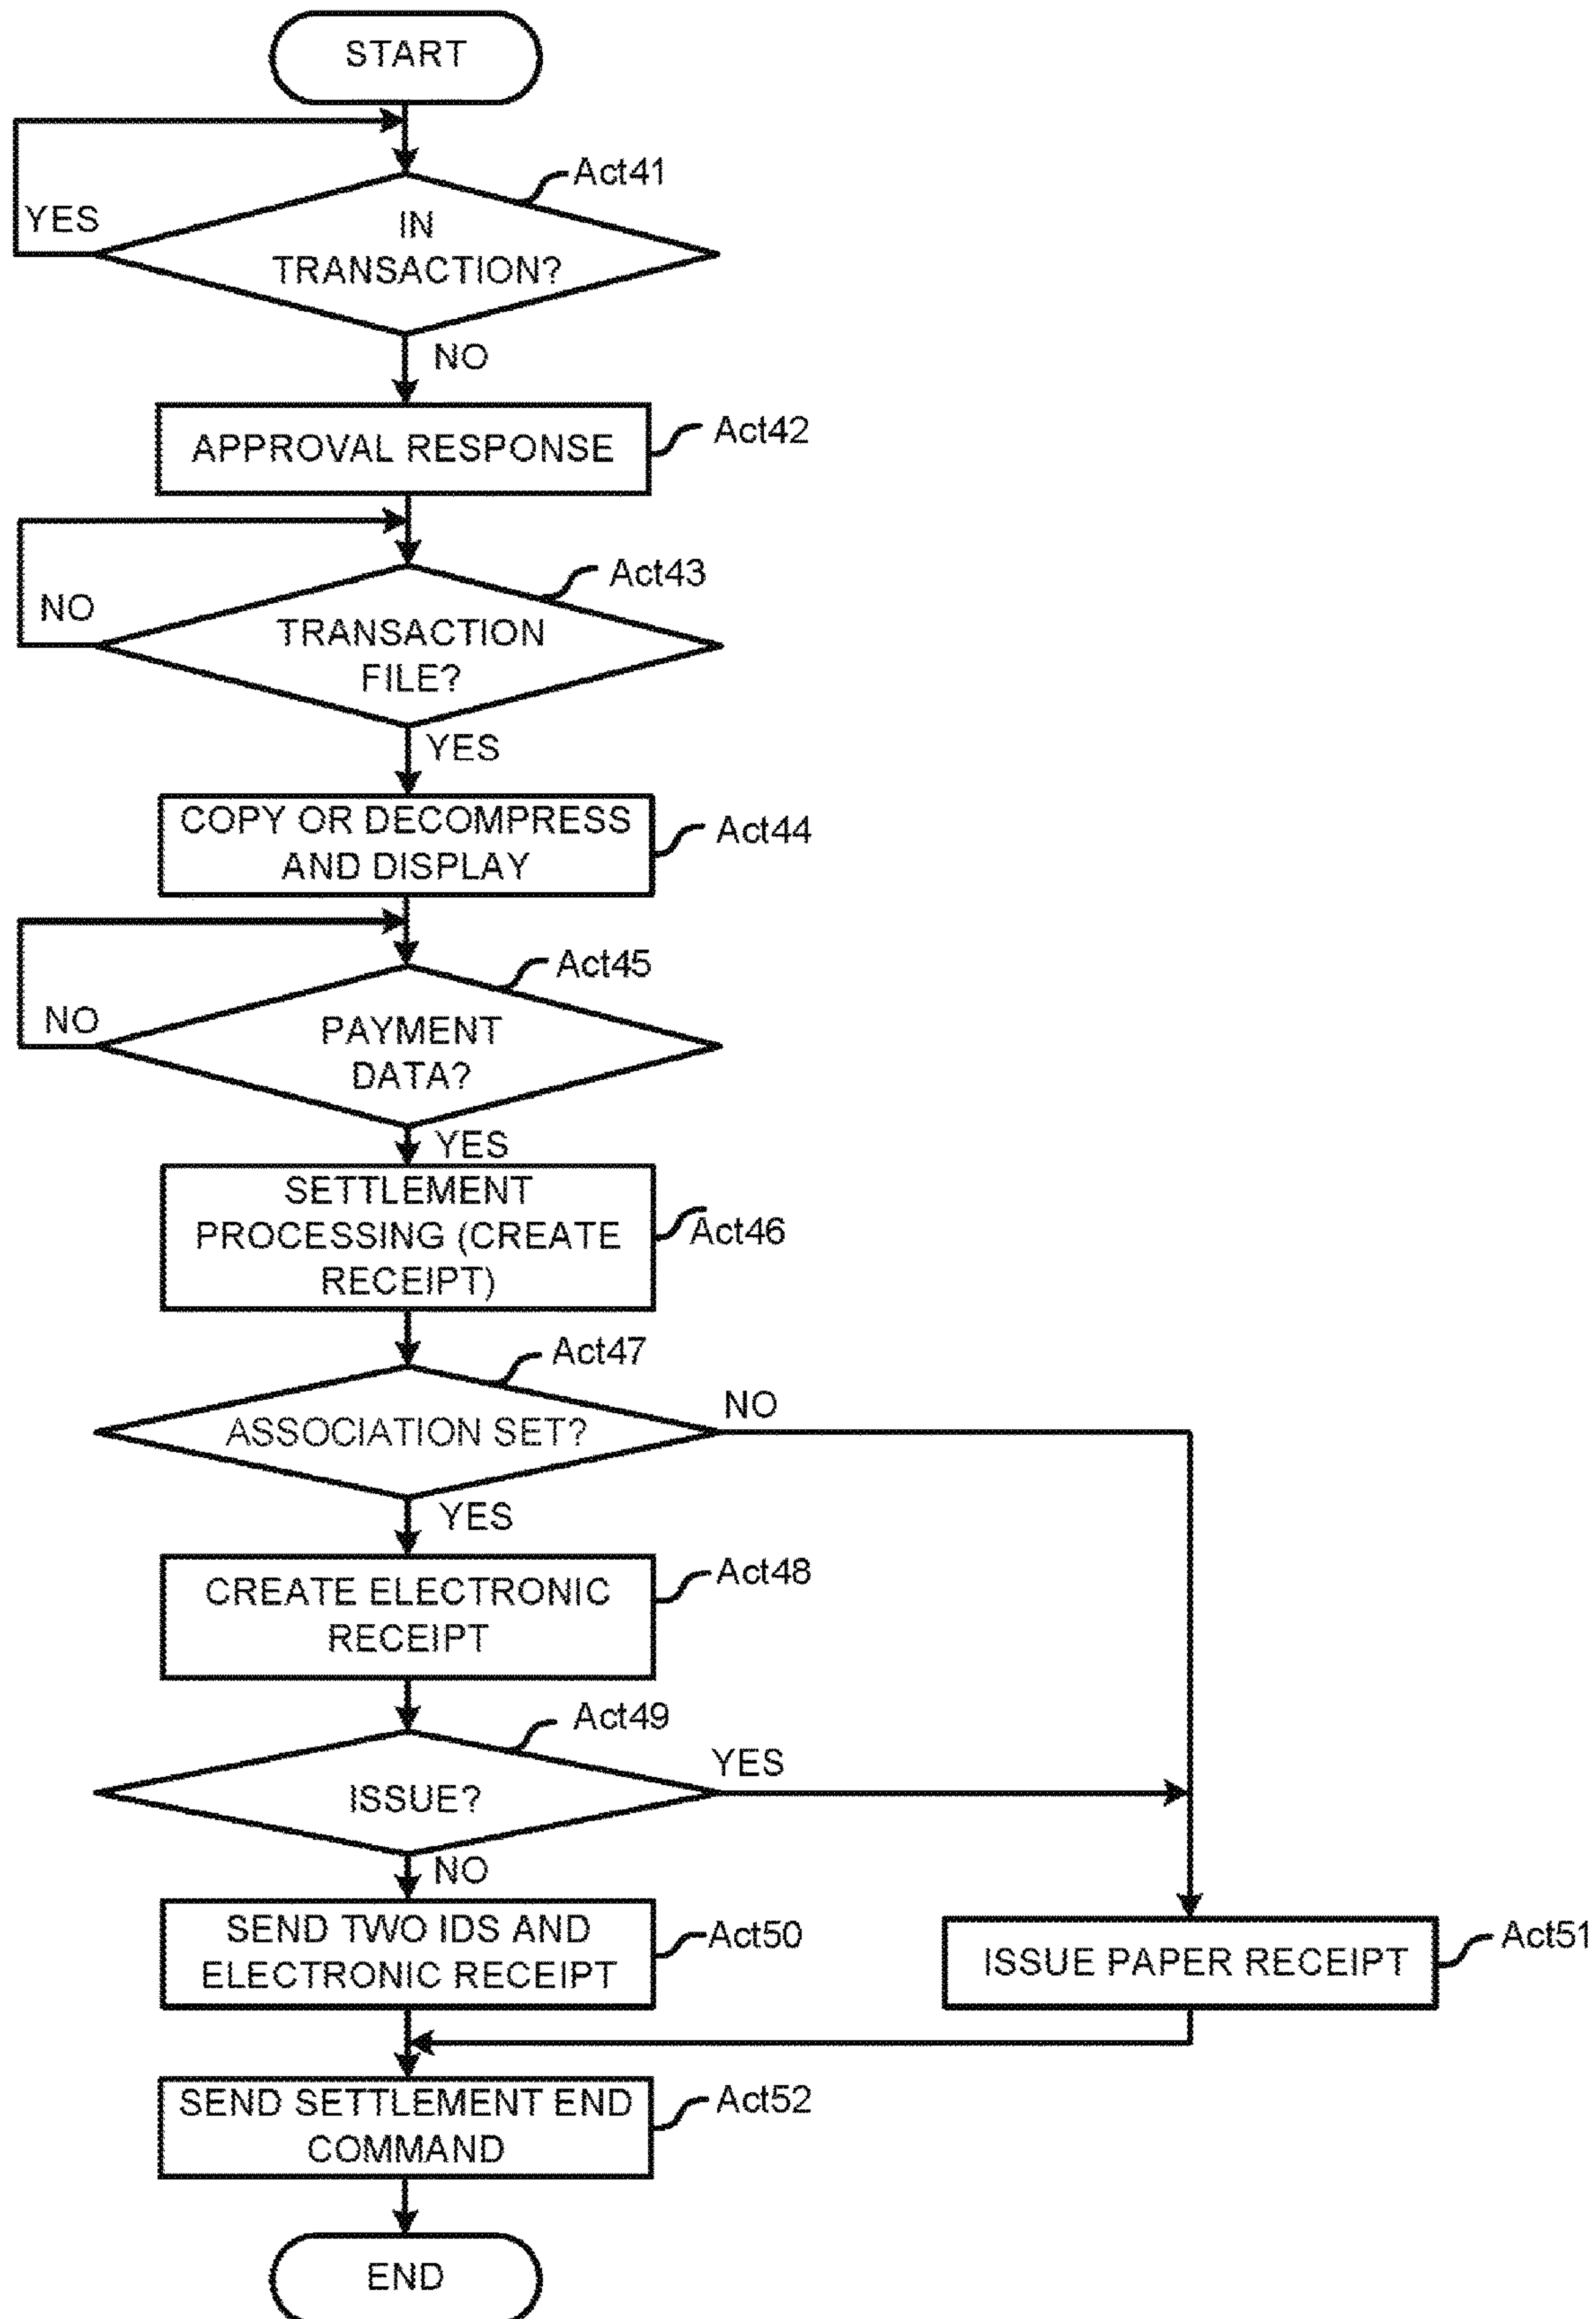 START
Act41
YES
IN
TRANSACTION?
NO
APPROVAL RESPONSE
Act42
Act43
NO
TRANSACTION
FILE?
YES
COPY OR DECOMPRESS
AND DISPLAY
Act44
Act45
NO
PAYMENT
DATA?
YES
SETTLEMENT
PROCESSING (CREATE
RECEIPT)
Act46
Act47
NO
ASSOCIATION SET?
YES
CREATE ELECTRONIC
RECEIPT
Act48
Act49
YES
ISSUE?
NO
SEND TWO IDS AND
ELECTRONIC RECEIPT
Act50
ISSUE PAPER RECEIPT
Act51
SEND SETTLEMENT END
COMMAND
Act52
END